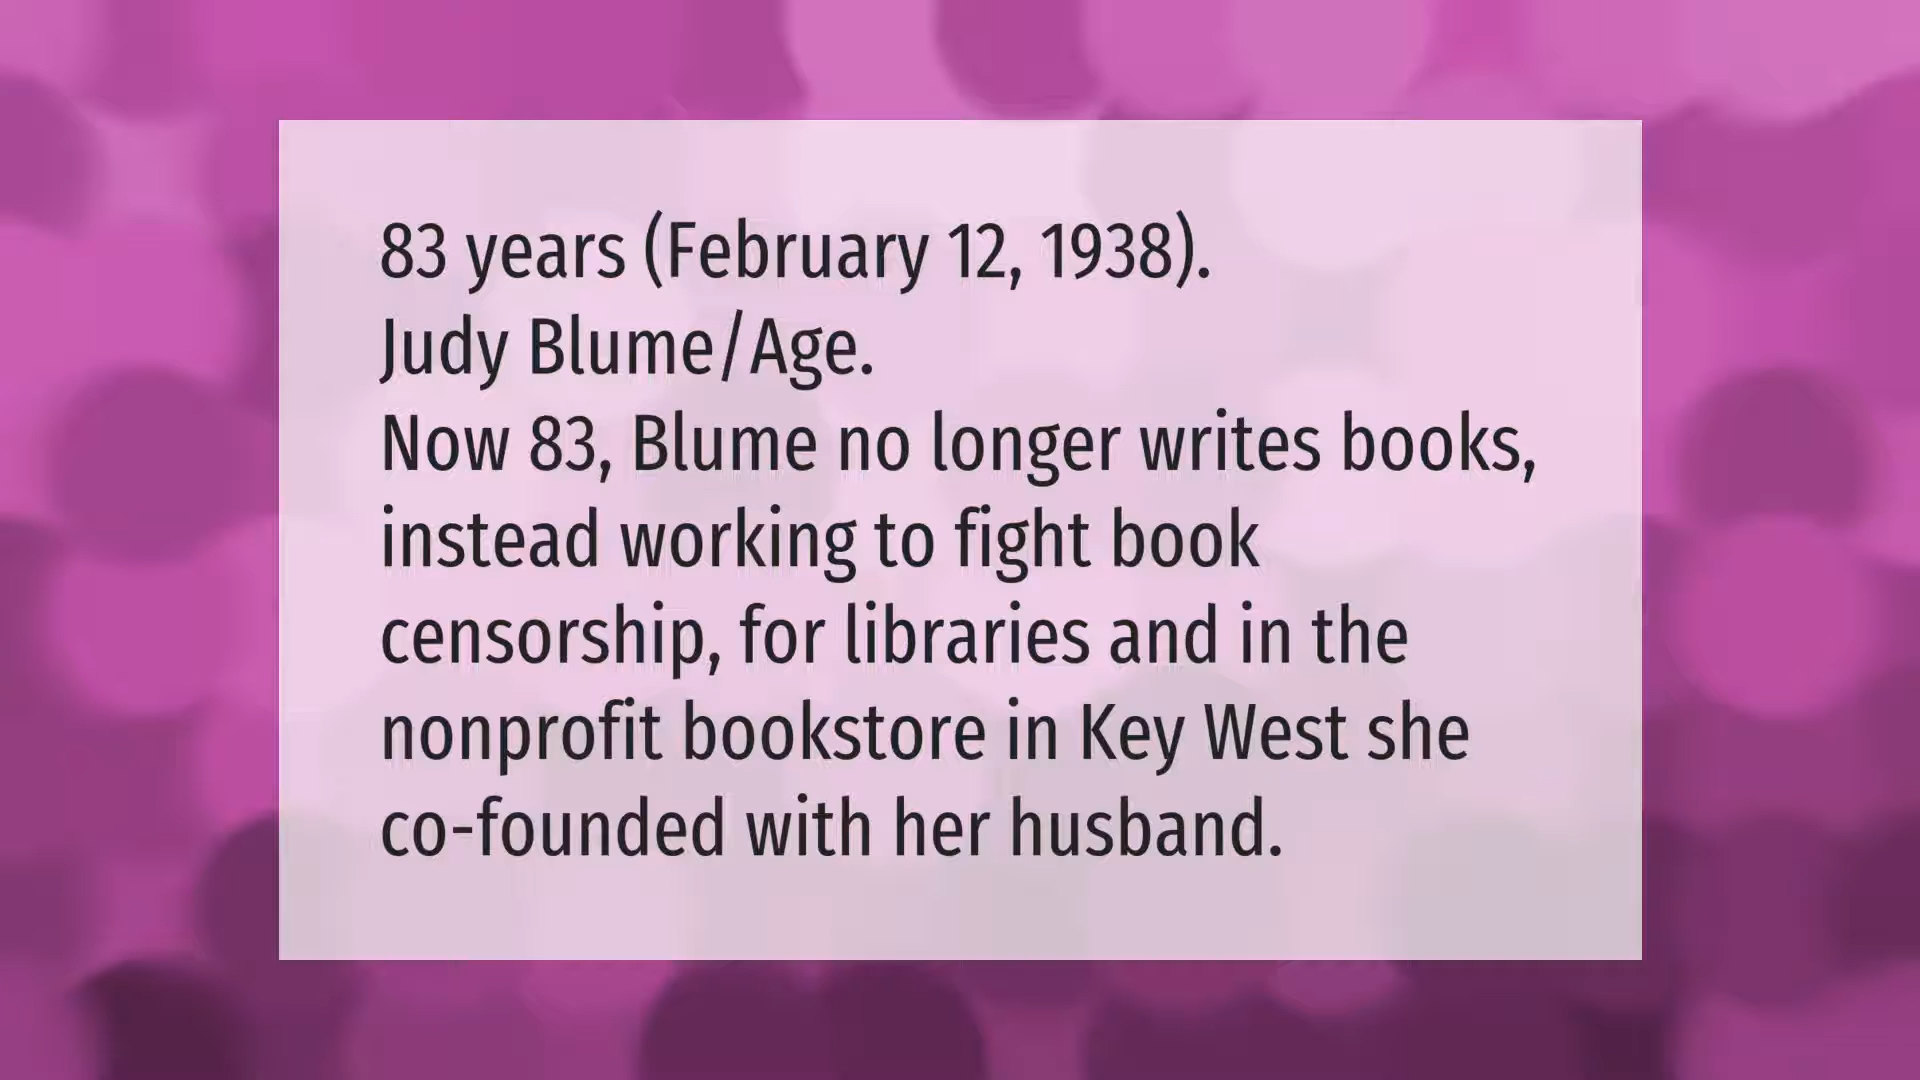 83 years (February 12, 1938).
Judy Blume/Age.
Now 83, Blume no longer writes books,
instead working to fight book
censorship, for libraries and in the
nonprofit bookstore in Key West she
co-founded with her husband.